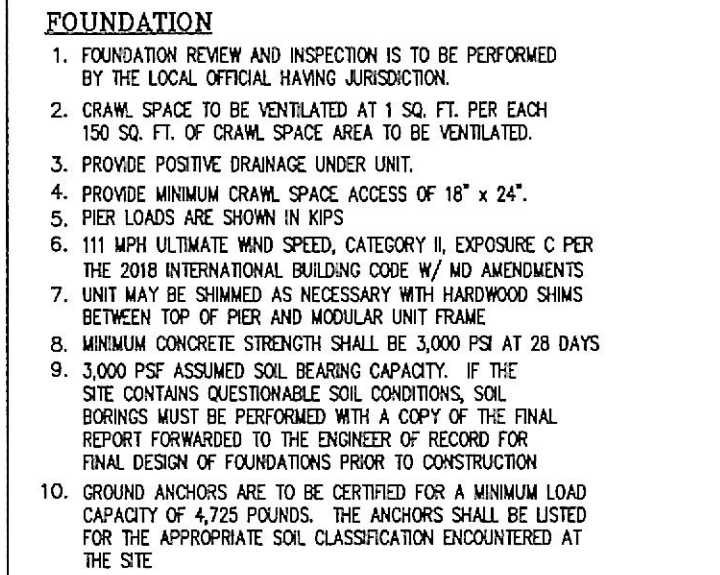 FOUNDATION
1. FOUNDATION REVIEW AND INSPECTION IS TO BE PERFORMED
BY THE LOCAL OFFICIAL HAVING JURISDICTION.
2. CRAWL SPACE TO BE VENTILATED AT 1 SQ. FT. PER EACH
150 SQ. FT. OF CRAWL SPACE AREA TO BE VENTILATED.
3. PROVIDE POSITIVE DRAINAGE UNDER UNIT.
4. PROVIDE MINIMUM CRAWL SPACE ACCESS OF 18" x 24".
5. PIER LOADS ARE SHOWN IN KIPS
6. 111 MPH ULTIMATE WIND SPEED, CATEGORY II, EXPOSURE C PER
THE 2018 INTERNATIONAL BUILDING CODE W/ MD AMENDMENTS
7. UNIT MAY BE SHIMMED AS NECESSARY WITH HARDWOOD SHIMS
BETWEEN TOP OF PIER AND MODULAR UNIT FRAME
8. MINIMUM CONCRETE STRENGTH SHALL BE 3,000 PSI AT 28 DAYS
9. 3,000 PSF ASSUMED SOIL BEARING CAPACITY. IF THE
SITE CONTAINS QUESTIONABLE SOIL CONDITIONS, SOIL
BORINGS MUST BE PERFORMED WITH A COPY OF THE FINAL
REPORT FORWARDED TO THE ENGINEER OF RECORD FOR
FINAL DESIGN OF FOUNDATIONS PRIOR TO CONSTRUCTION
10. GROUND ANCHORS ARE TO BE CERTIFIED FOR A MINIMUM LOAD
CAPACITY OF 4,725 POUNDS. THE ANCHORS SHALL BE LISTED
FOR THE APPROPRIATE SOIL CLASSIFICATION ENCOUNTERED AT
THE SITE